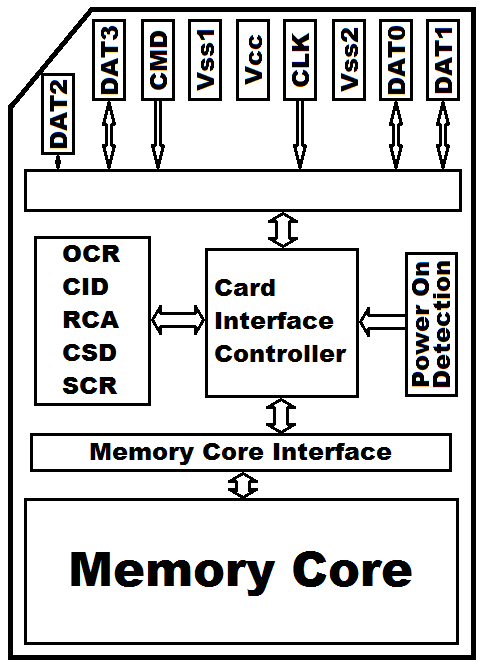 DAT2
DAT3
CMD
Vss1
Vcc
CLK
Vss2
DAT0
DAT1
OCR
CID
RCA
CSD
SCR
Card
Interface
Controller
Power On
Detection
Memory Core Interface
Memory Core